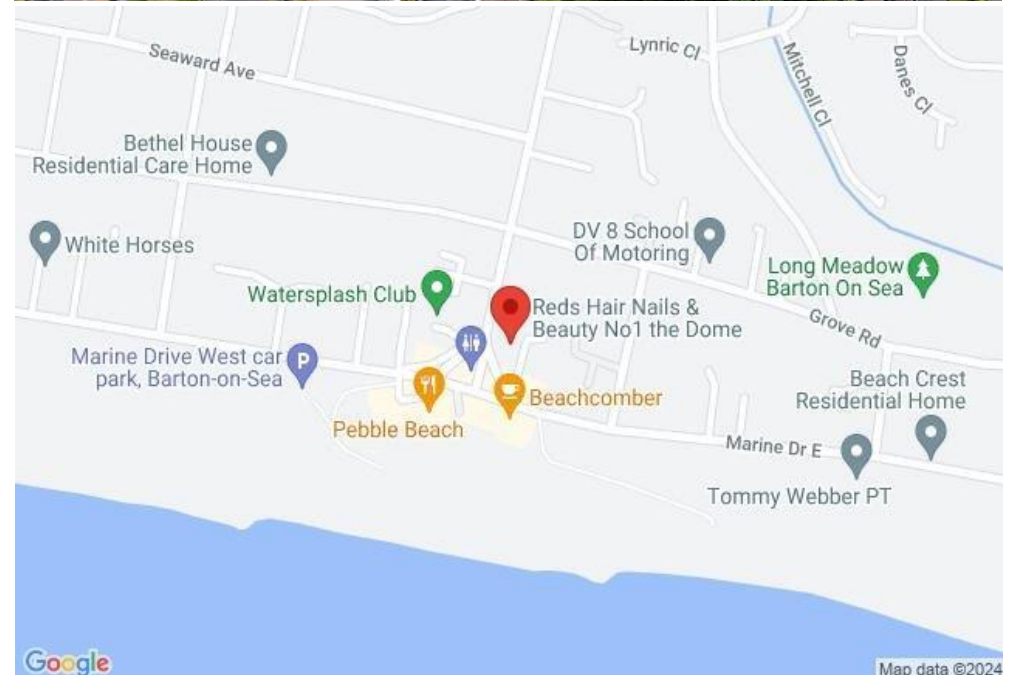 Lynric Cl
Seaward Ave
Mitchell Cl
Danes Cl
Bethel House
Residential Care Home
DV 8 School
Of Motoring
White Horses
Long Meadow
Barton On Sea
Watersplash Club
Reds Hair Nails &
Beauty No1 the Dome
Grove Rd
Marine Drive West car
park, Barton-on-Sea
P
Beach Crest
Residential Home
Beachcomber
Pebble Beach
Marine Dr E
Tommy Webber PT
Google
Map data ©2024